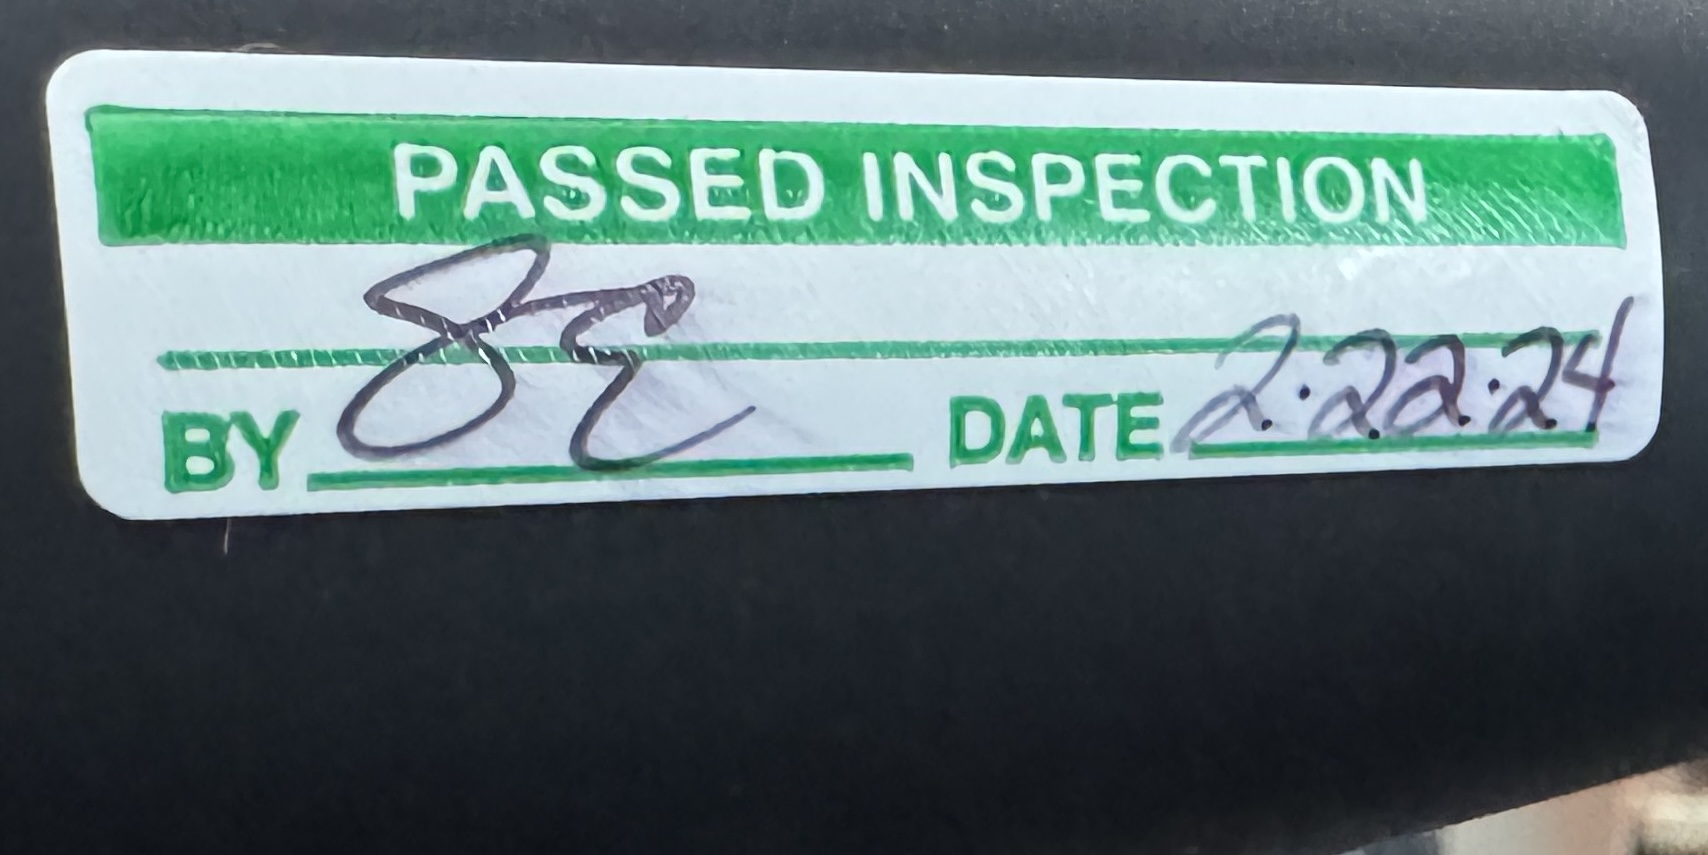 PASSED INSPECTION
BY DATE 2.22.24